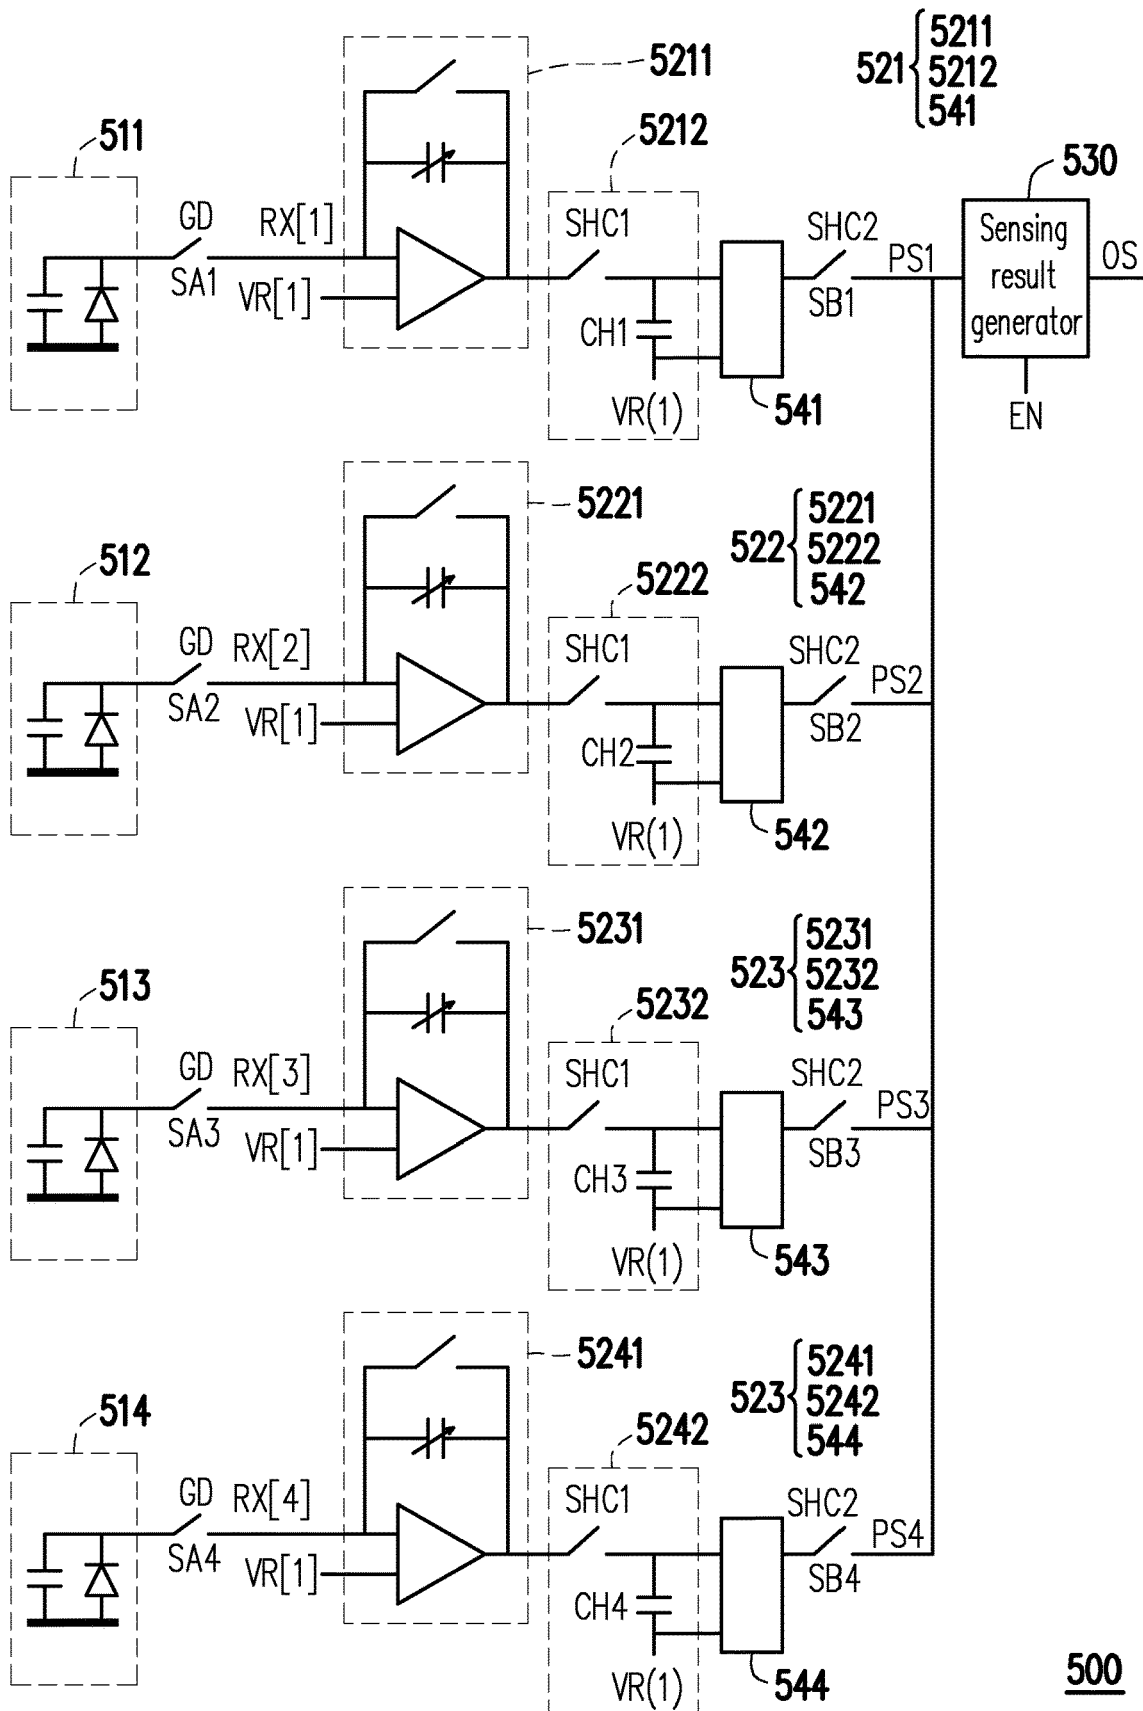 5211
521
5211
5212
541
511
5212
530
GD
RX[1]
SHC1
SHC2
PS1
Sensing
result
generator
OS
SA1
VR[1]
SB1
CH1
VR(1)
541
EN
5221
522
5221
5222
542
512
5222
GD
RX[2]
SHC1
SHC2
PS2
SA2
VR[1]
SB2
CH2
VR(1)
542
5231
523
5231
5232
543
513
5232
GD
RX[3]
SHC1
SHC2
PS3
SA3
VR[1]
SB3
CH3
VR(1)
543
5241
523
5241
5242
544
514
5242
GD
RX[4]
SHC1
SHC2
PS4
SA4
VR[1]
SB4
CH4
VR(1)
544
500